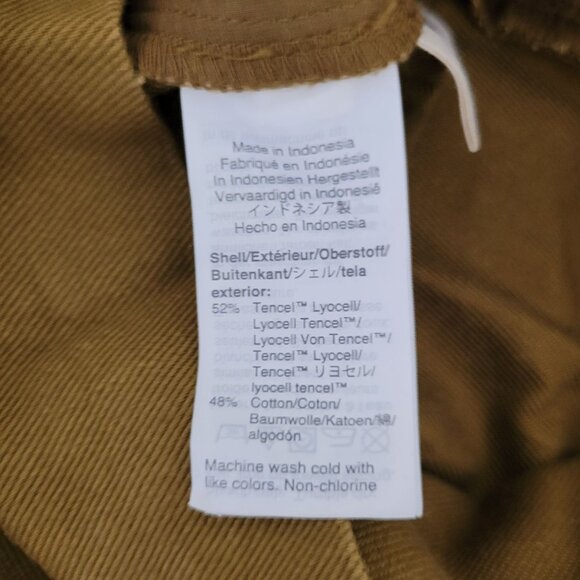 Made in Indonesia
Fabriqué en Indonésie
In Indonesien Hergestellt
Vervaardigd in Indonesië
インドネシア製
Hecho en Indonesia
Shell/Extérieur/Oberstoff/
Buitenkant/シェル/tela
exterior:
52% Tencel™ Lyocell/
Lyocell Tencel™/
Lyocell Von Tencel™/
Tencel™ Lyocell/
Tencel™ リヨセル/
lyocell tencel™
48% Cotton/Coton/
Baumwolle/Katoen/綿/
algodón
Machine wash cold with
like colors. Non-chlorine